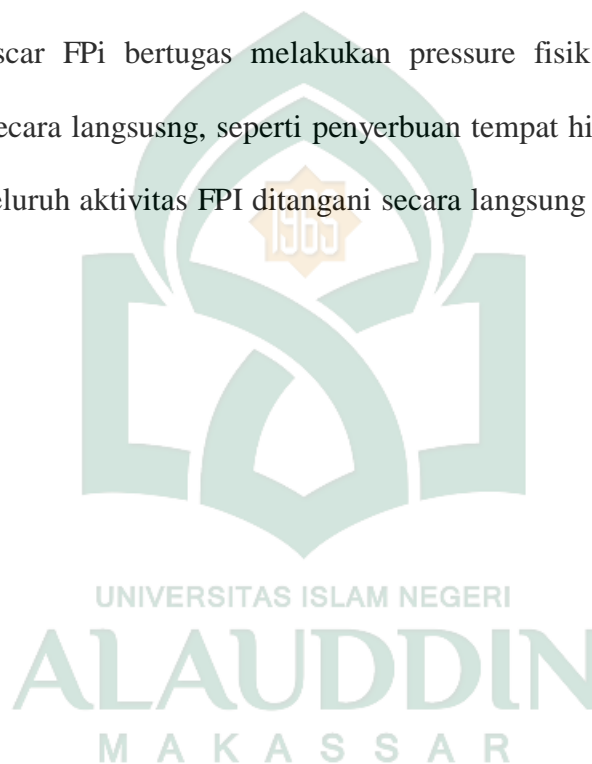 scar FPi bertugas melakukan pressure fisik
ecara langsusng, seperti penyerbuan tempat hi
eluruh aktivitas FPI ditangani secara langsung
1965
UNIVERSITAS ISLAM NEGERI
ALAUDDIN
MAKASSAR